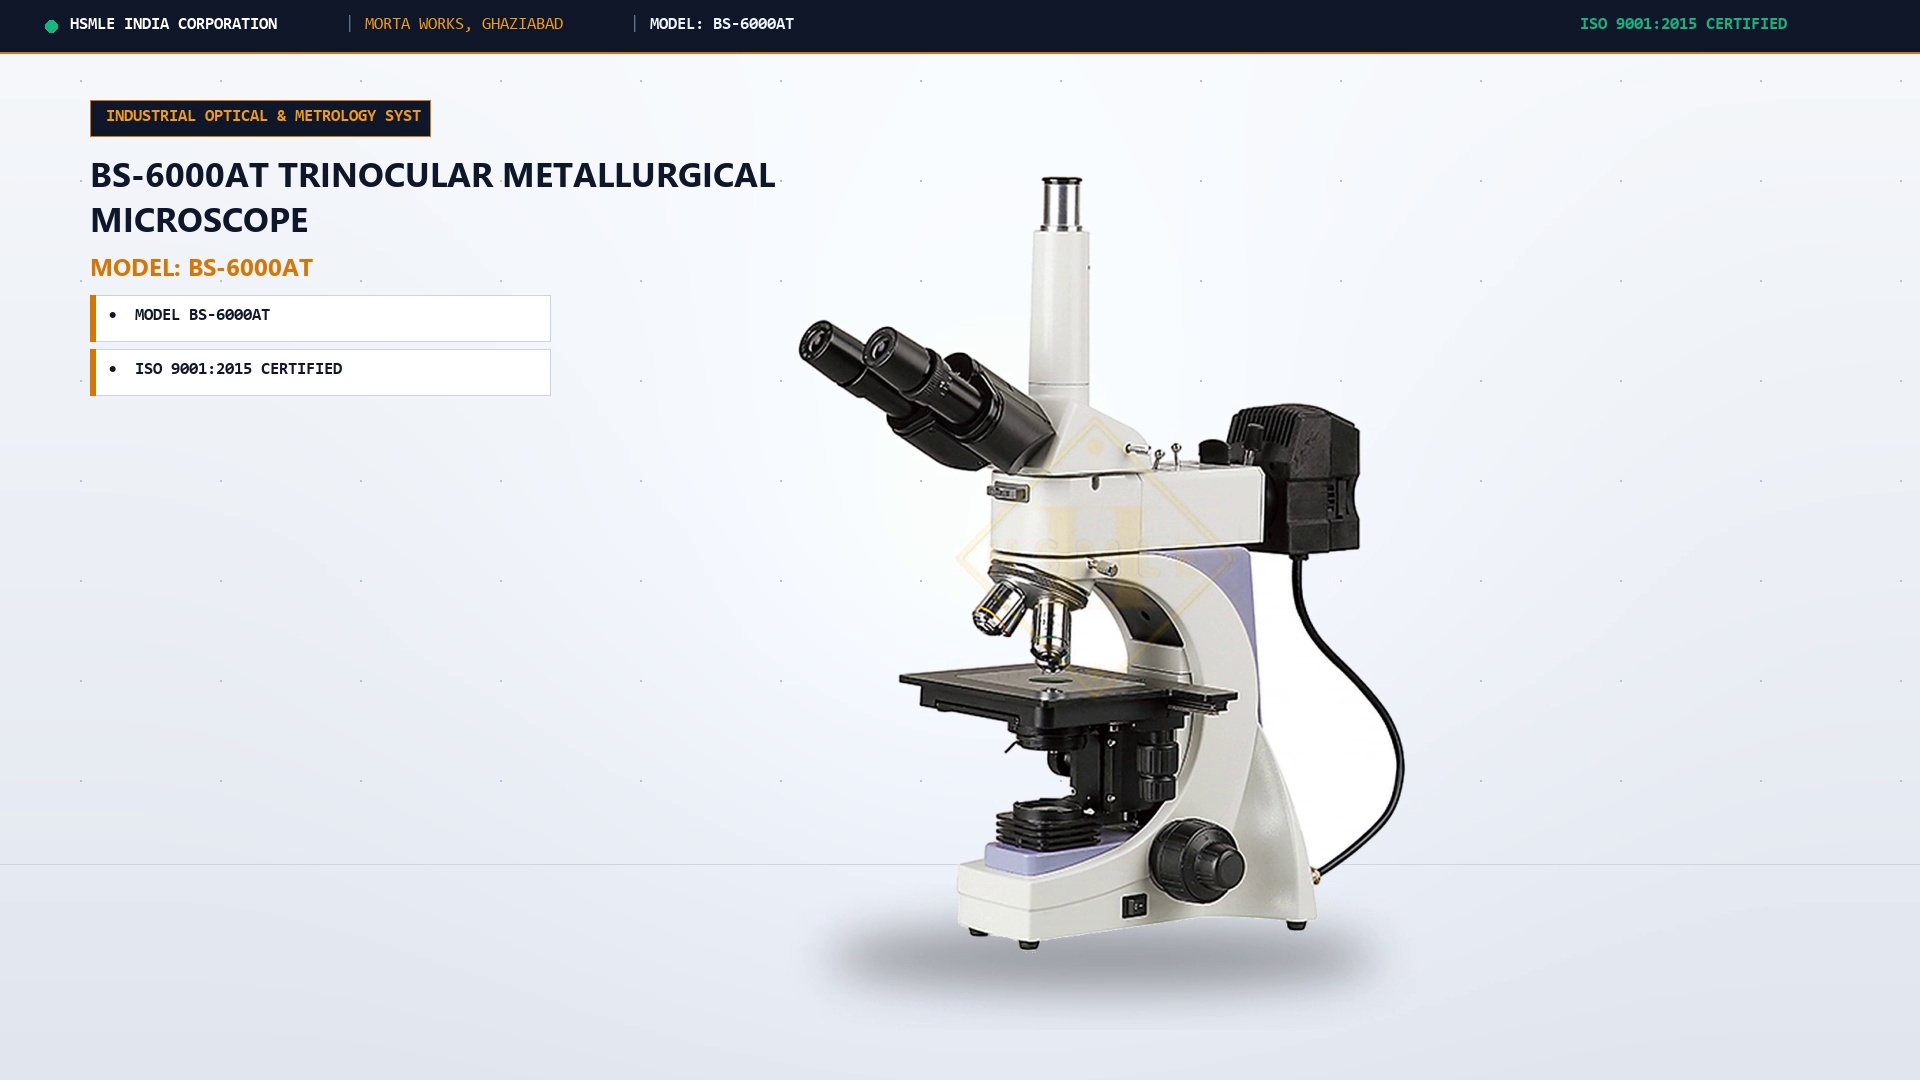 HSMLE INDIA CORPORATION
MORTA WORKS, GHAZIABAD
MODEL: BS-6000AT
ISO 9001:2015 CERTIFIED
INDUSTRIAL OPTICAL & METROLOGY SYST
BS-6000AT TRINOCULAR METALLURGICAL
MICROSCOPE
MODEL: BS-6000AT
• MODEL BS-6000AT
• ISO 9001:2015 CERTIFIED